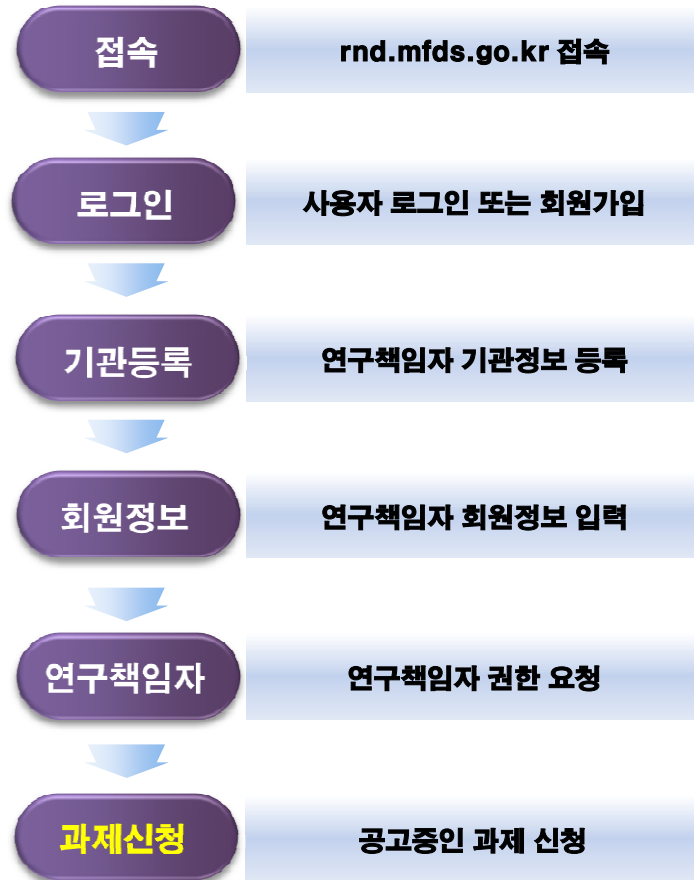 접속
rnd.mfds.go.kr 접속
로그인
사용자 로그인 또는 회원가입
기관등록
연구책임자 기관정보 등록
회원정보
연구책임자 회원정보 입력
연구책임자
연구책임자 권한 요청
과제신청
공고중인 과제 신청